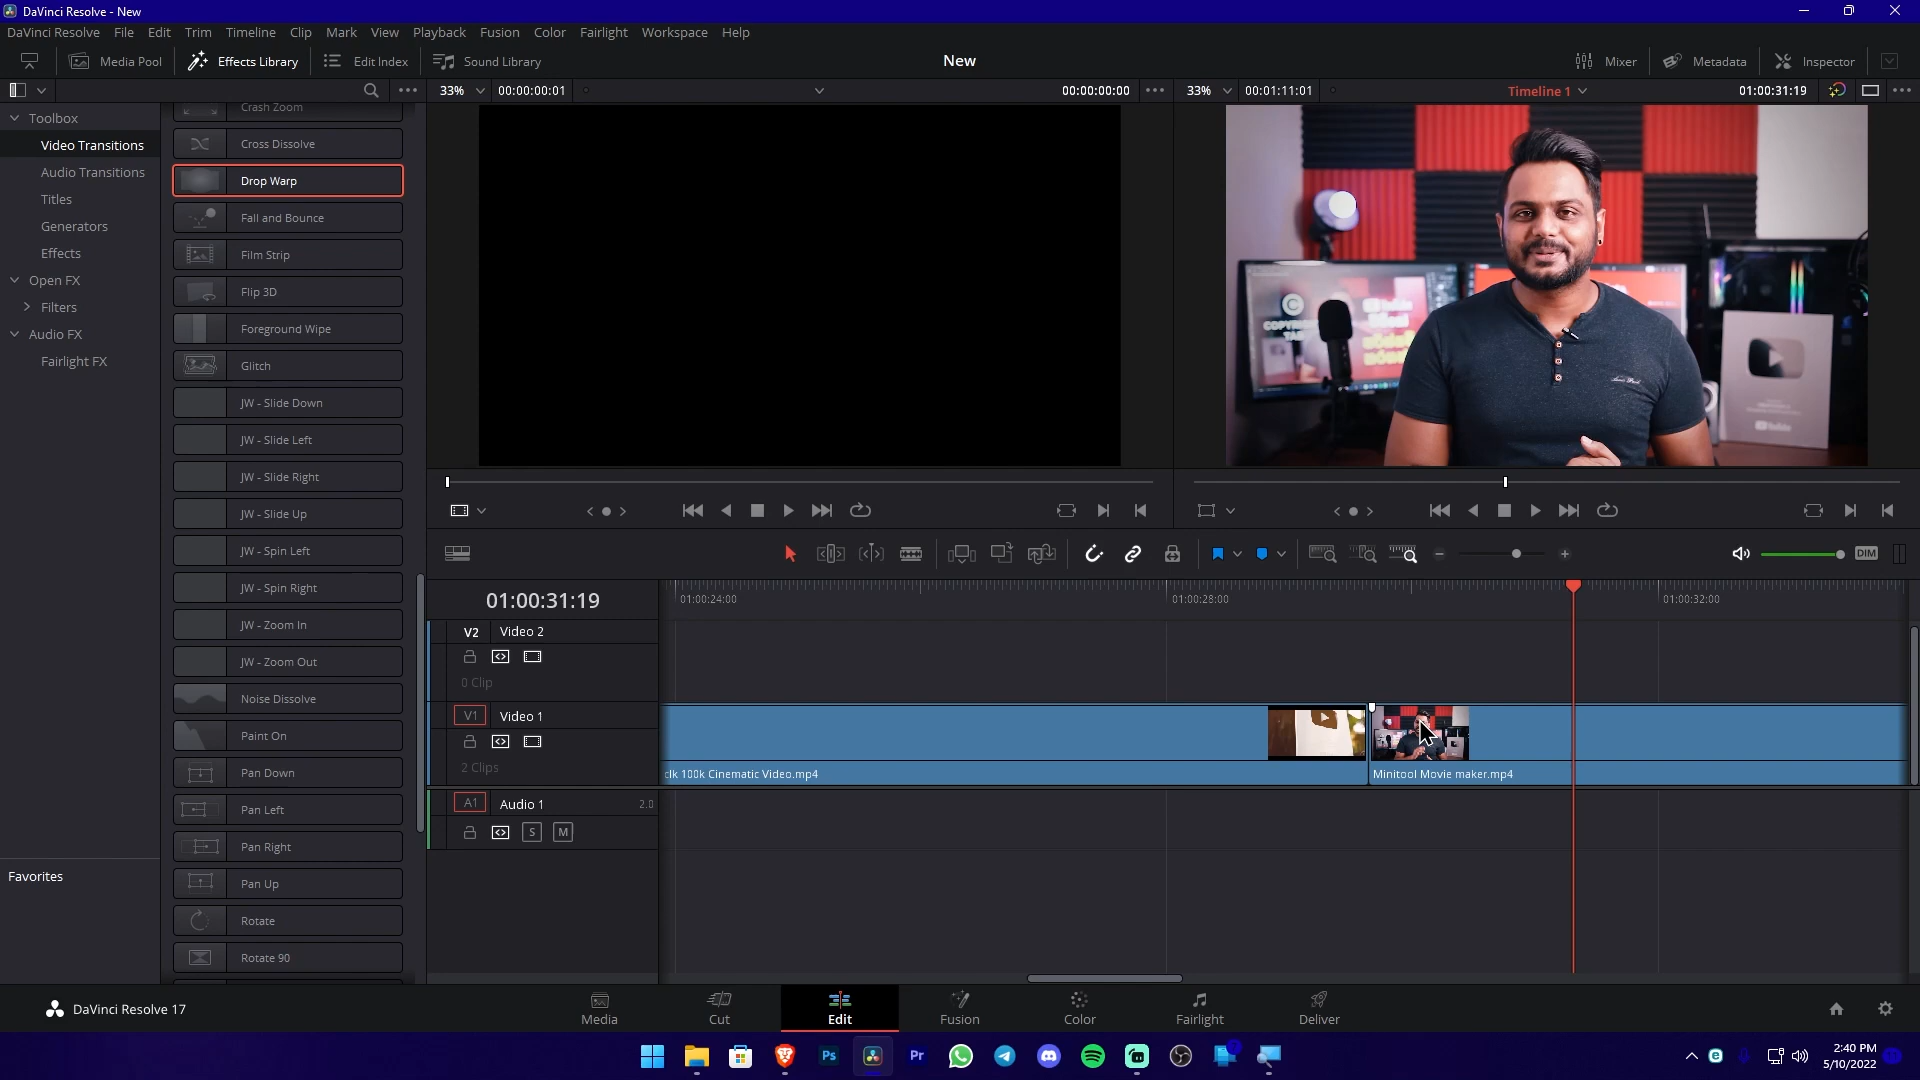 DaVinci Resolve - New
DaVinci Resolve File Edit Trim Timeline Clip Mark View Playback Fusion Color Fairlight Workspace Help
Media Pool Effects Library Edit Index Sound Library New Mixer Metadata Inspector
33% 00:00:00:01 00:00:00:00 33% 00:01:11:01 Timeline 1 01:00:31:19
Toolbox
Video Transitions
Audio Transitions
Titles
Generators
Effects
Open FX
Filters
Audio FX
Fairlight FX
Favorites
Crash Zoom
Cross Dissolve
Drop Warp
Fall and Bounce
Film Strip
Flip 3D
Foreground Wipe
Glitch
JW - Slide Down
JW - Slide Left
JW - Slide Right
JW - Slide Up
JW - Spin Left
JW - Spin Right
JW - Zoom In
JW - Zoom Out
Noise Dissolve
Paint On
Pan Down
Pan Left
Pan Right
Pan Up
Rotate
Rotate 90
DIM
01:00:31:19
01:00:24:00 01:00:28:00 01:00:32:00
V2 Video 2
0 Clip
V1 Video 1
2 Clips
clk 100k Cinematic Video.mp4 Minitool Movie maker.mp4
A1 Audio 1 2.0
S M
DaVinci Resolve 17
Media Cut Edit Fusion Color Fairlight Deliver
Ps Pr
2:40 PM
5/10/2022